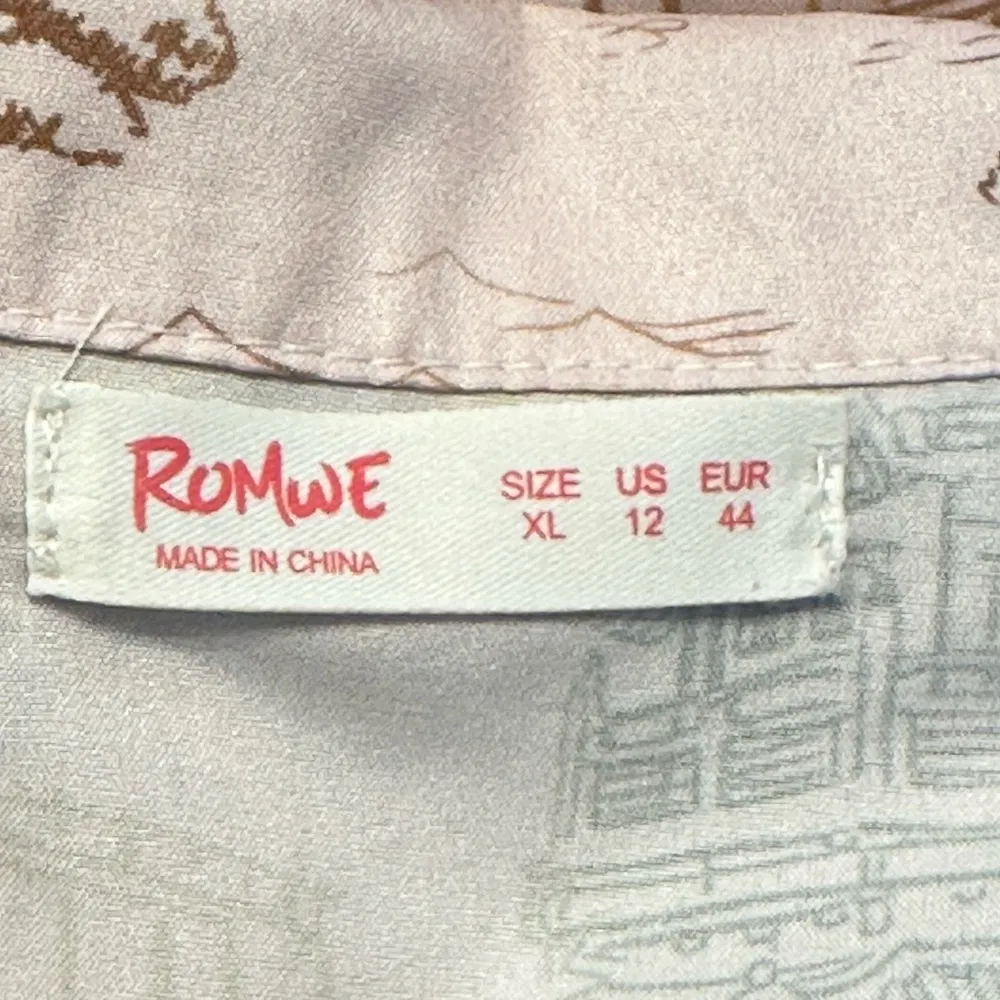 ROMWE
MADE IN CHINA
SIZE US EUR
XL 12 44